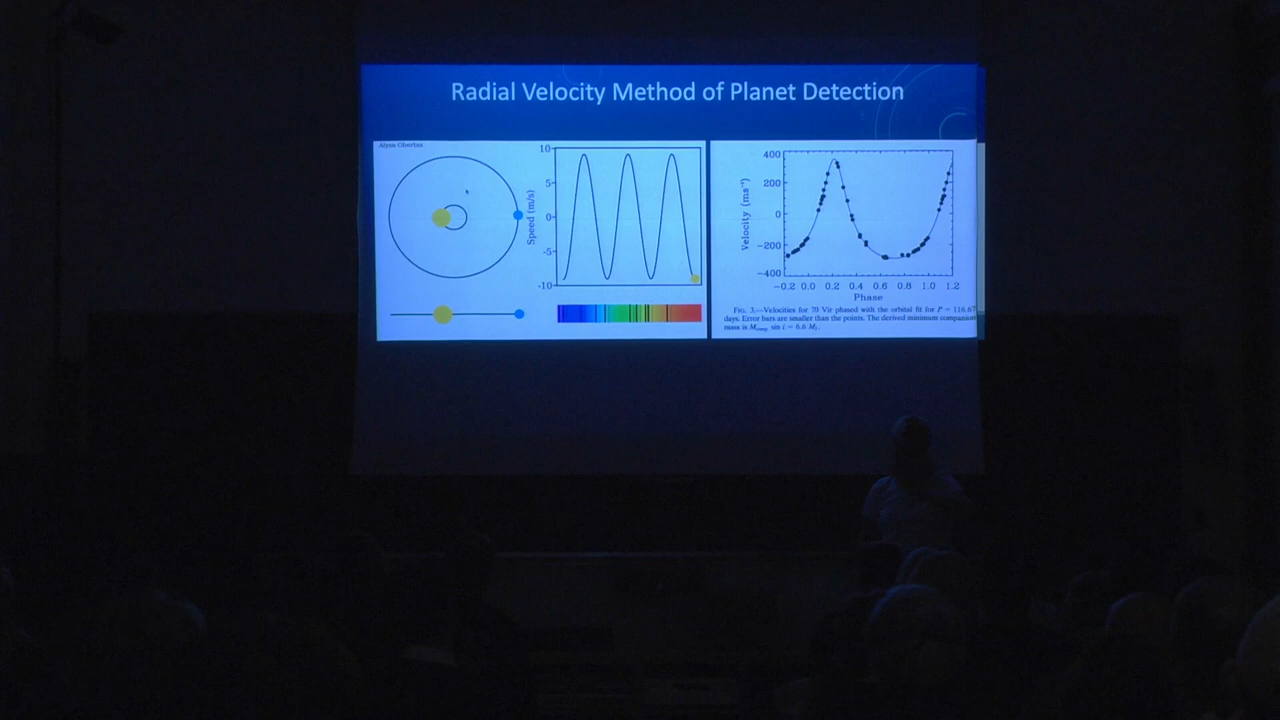 Radial Velocity Method of Planet Detection
Alysa Obertas
10
5
0
-5
-10
Speed (m/s)
400
200
0
−200
−400
Velocity (ms⁻¹)
−0.2 0.0 0.2 0.4 0.6 0.8 1.0 1.2
Phase
FIG. 3.—Velocities for 70 Vir phased with the orbital fit for P = 116.67
days. Error bars are smaller than the points. The derived minimum companion
mass is M_comp sin i = 6.6 M_J.